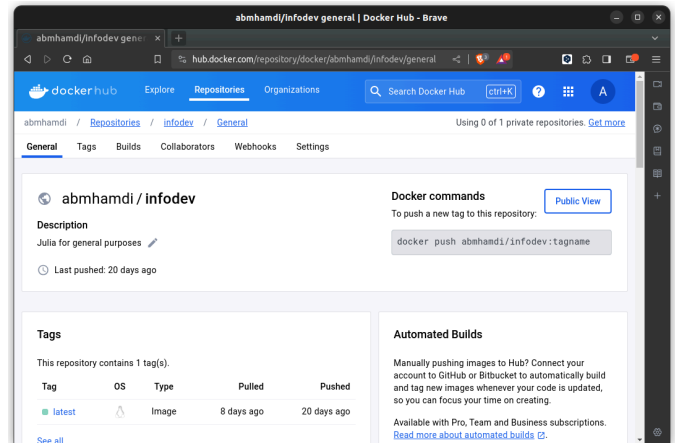 abmhamdi/infodev general | Docker Hub - Brave
abmhamdi/infodev gener
hub.docker.com/repository/docker/abmhamdi/infodev/general
dockerhub Explore Repositories Organizations Search Docker Hub ctrl+K ? A
abmhamdi / Repositories / infodev / General Using 0 of 1 private repositories. Get more
General Tags Builds Collaborators Webhooks Settings
abmhamdi / infodev
Description
Julia for general purposes
Last pushed: 20 days ago
Docker commands
To push a new tag to this repository:
Public View
docker push abmhamdi/infodev:tagname
Tags
This repository contains 1 tag(s).
Tag OS Type Pulled Pushed
latest Image 8 days ago 20 days ago
See all
Automated Builds
Manually pushing images to Hub? Connect your
account to GitHub or Bitbucket to automatically build
and tag new images whenever your code is updated,
so you can focus your time on creating.
Available with Pro, Team and Business subscriptions.
Read more about automated builds